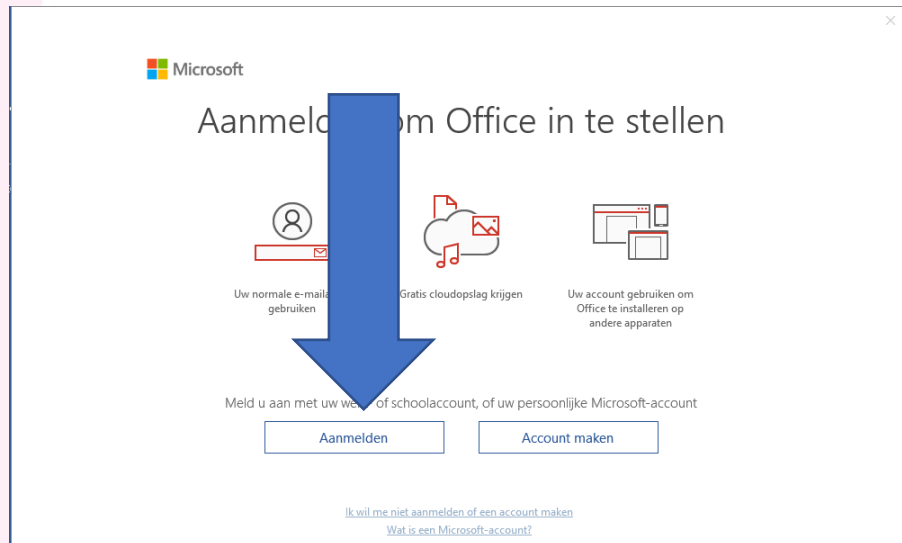 Microsoft
Aanmeld om Office in te stellen
Uw normale e-maila
gebruiken
Gratis cloudopslag krijgen
Uw account gebruiken om
Office te installeren op
andere apparaten
Meld u aan met uw of schoolaccount, of uw persoonlijke Microsoft-account
Aanmelden
Account maken
Ik wil me niet aanmelden of een account maken
Wat is een Microsoft-account?